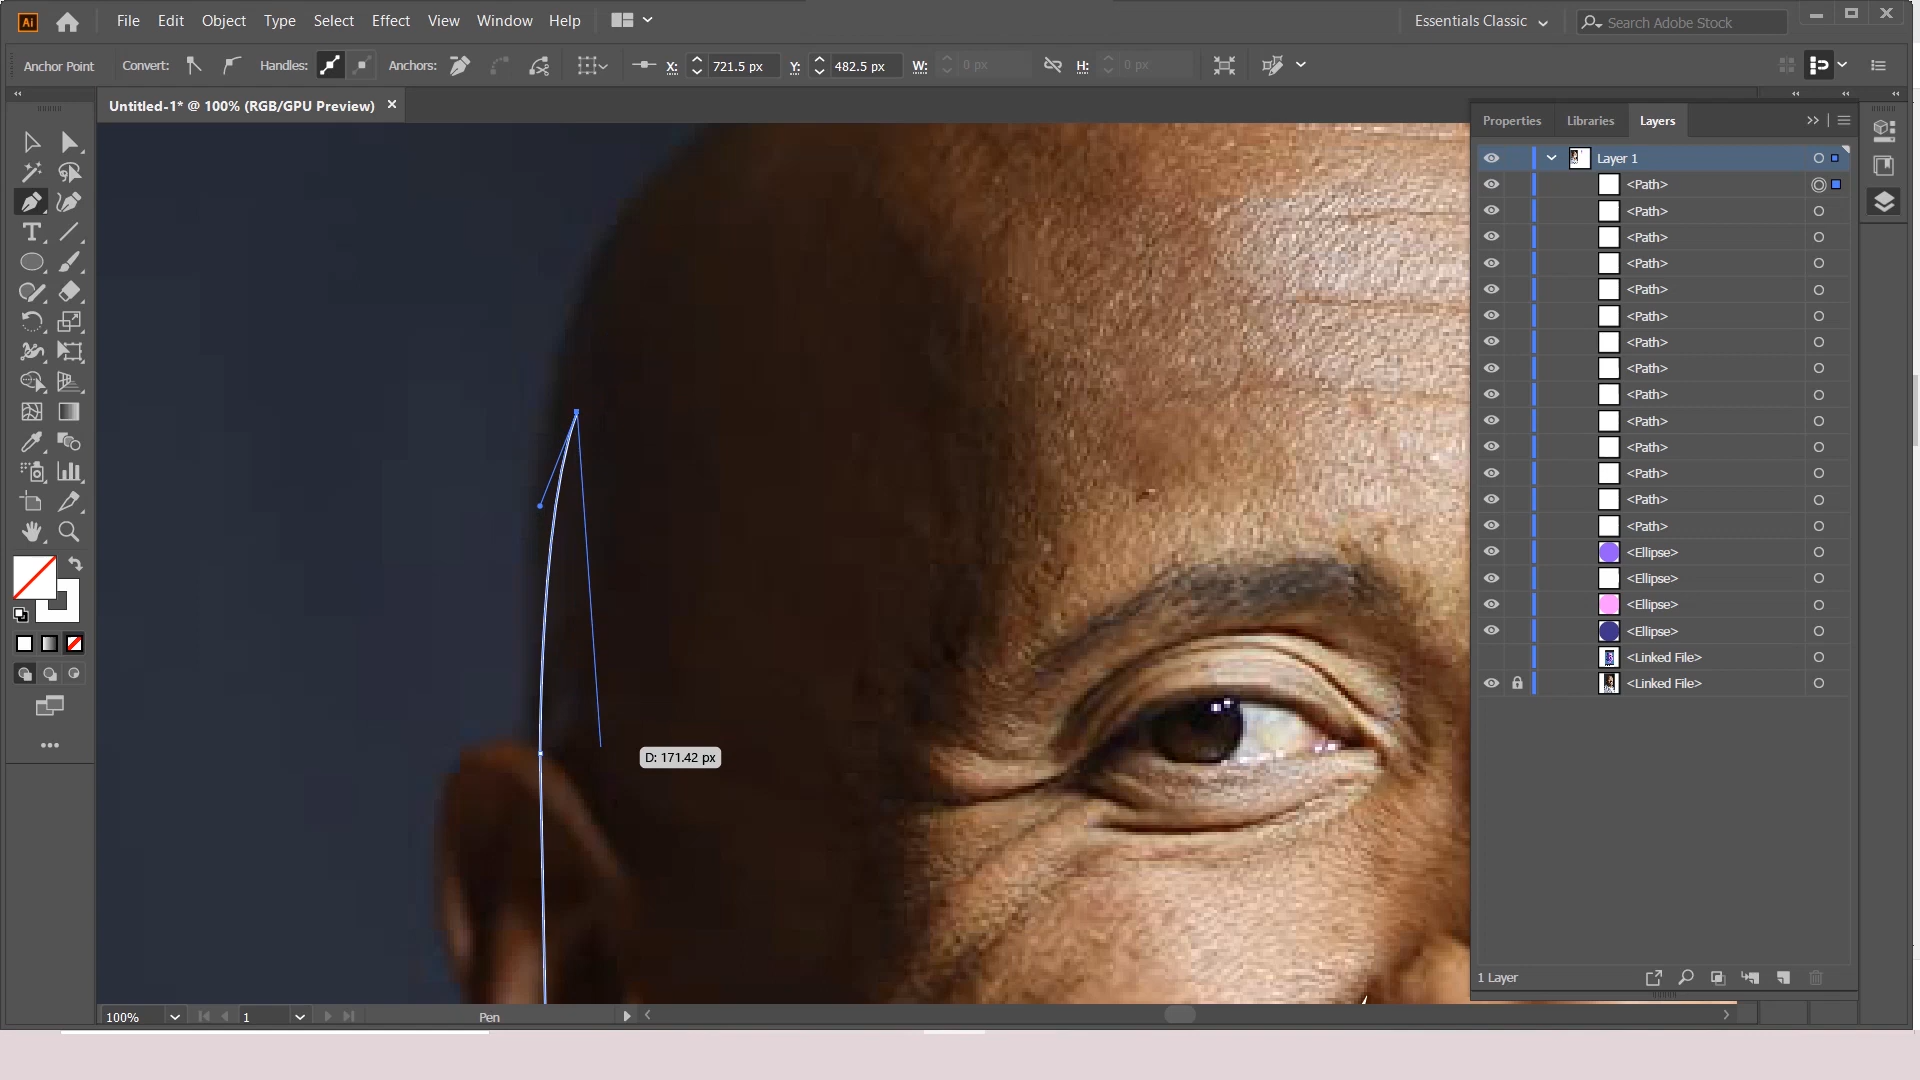 Ai File Edit Object Type Select Effect View Window Help Essentials Classic Search Adobe Stock
Anchor Point Convert: Handles: Anchors: X: 721.5 px Y: 482.5 px W: 0 px H: 0 px
Untitled-1* @ 100% (RGB/GPU Preview)
Properties Libraries Layers
Layer 1
<Path>
<Path>
<Path>
<Path>
<Path>
<Path>
<Path>
<Path>
<Path>
<Path>
<Path>
<Path>
<Path>
<Path>
<Ellipse>
<Ellipse>
<Ellipse>
<Ellipse>
<Linked File>
<Linked File>
D: 171.42 px
1 Layer
100% 1 Pen